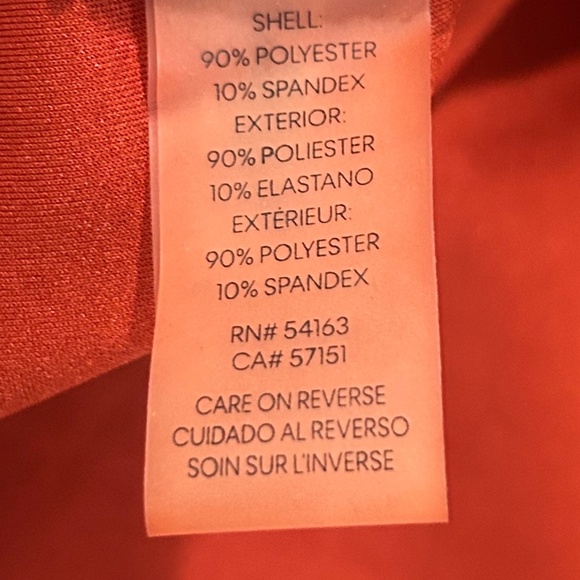 SHELL:
90% POLYESTER
10% SPANDEX
EXTERIOR:
90% POLIESTER
10% ELASTANO
EXTÉRIEUR:
90% POLYESTER
10% SPANDEX
RN# 54163
CA# 57151
CARE ON REVERSE
CUIDADO AL REVERSO
SOIN SUR L'INVERSE